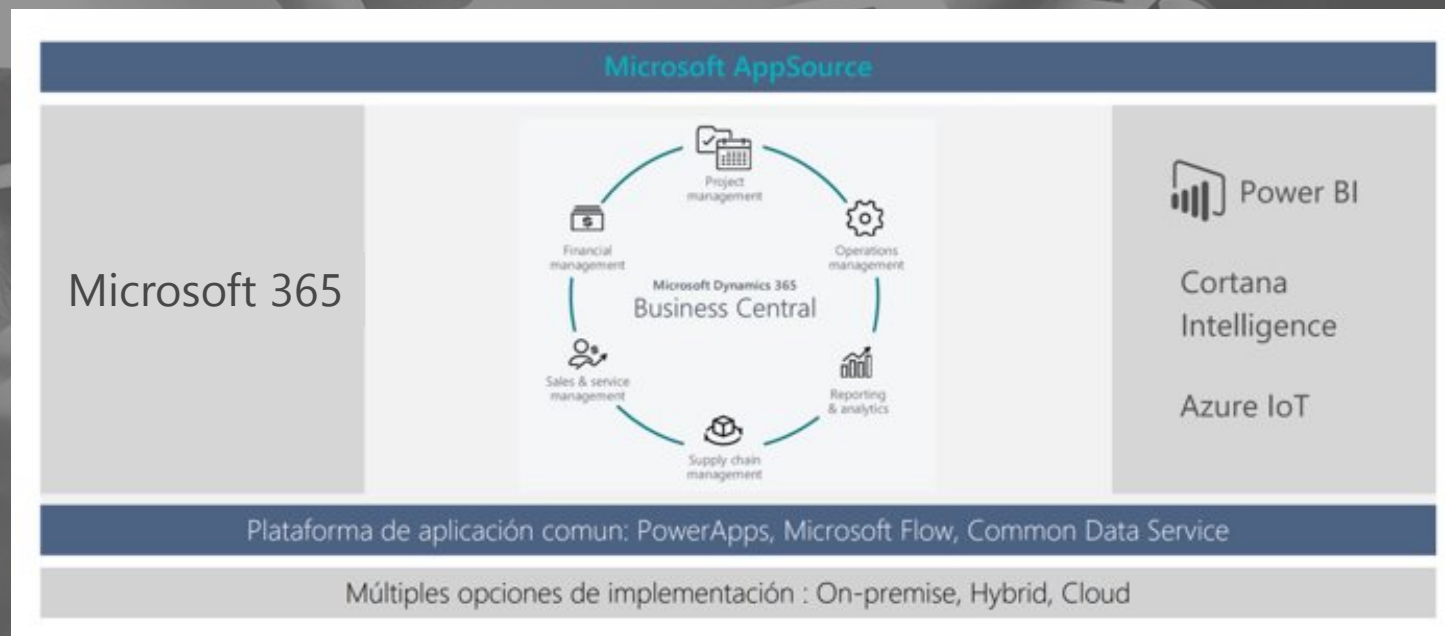 Microsoft AppSource
Microsoft 365
Project
management
Financial
management
Operations
management
Microsoft Dynamics 365
Business Central
Sales & service
management
Reporting
& analytics
Supply chain
management
Power BI
Cortana
Intelligence
Azure IoT
Plataforma de aplicación comun: PowerApps, Microsoft Flow, Common Data Service
Múltiples opciones de implementación : On-premise, Hybrid, Cloud